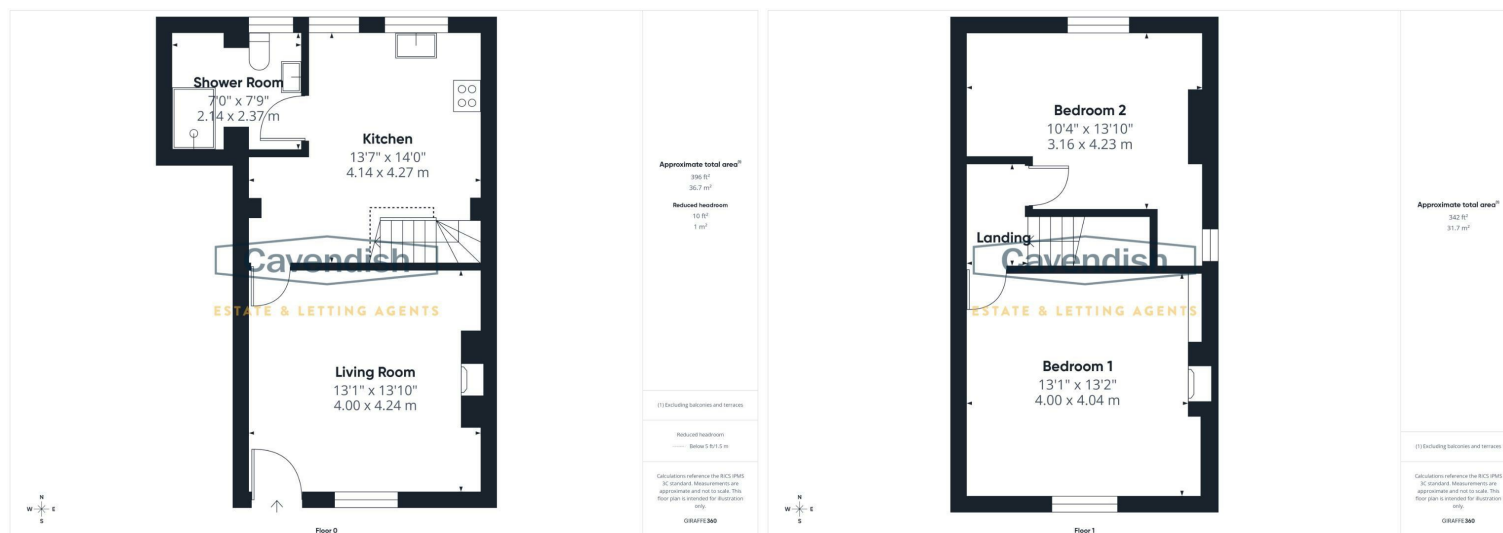 Shower Room
7'0" x 7'9"
2.14 x 2.37 m
Kitchen
13'7" x 14'0"
4.14 x 4.27 m
Cavendish
ESTATE & LETTING AGENTS
Living Room
13'1" x 13'10"
4.00 x 4.24 m
N
W E
S
Floor 0
Approximate total area(1)
396 ft²
36.7 m²
Reduced headroom
10 ft²
1 m²
(1) Excluding balconies and terraces
Reduced headroom
Below 5 ft/1.5 m
Calculations reference the RICS IPMS
3C standard. Measurements are
approximate and not to scale. This
floor plan is intended for illustration
only.
GIRAFFE360
Bedroom 2
10'4" x 13'10"
3.16 x 4.23 m
Landing
Cavendish
ESTATE & LETTING AGENTS
Bedroom 1
13'1" x 13'2"
4.00 x 4.04 m
N
W E
S
Floor 1
Approximate total area(1)
342 ft²
31.7 m²
(1) Excluding balconies and terraces
Calculations reference the RICS IPMS
3C standard. Measurements are
approximate and not to scale. This
floor plan is intended for illustration
only.
GIRAFFE360